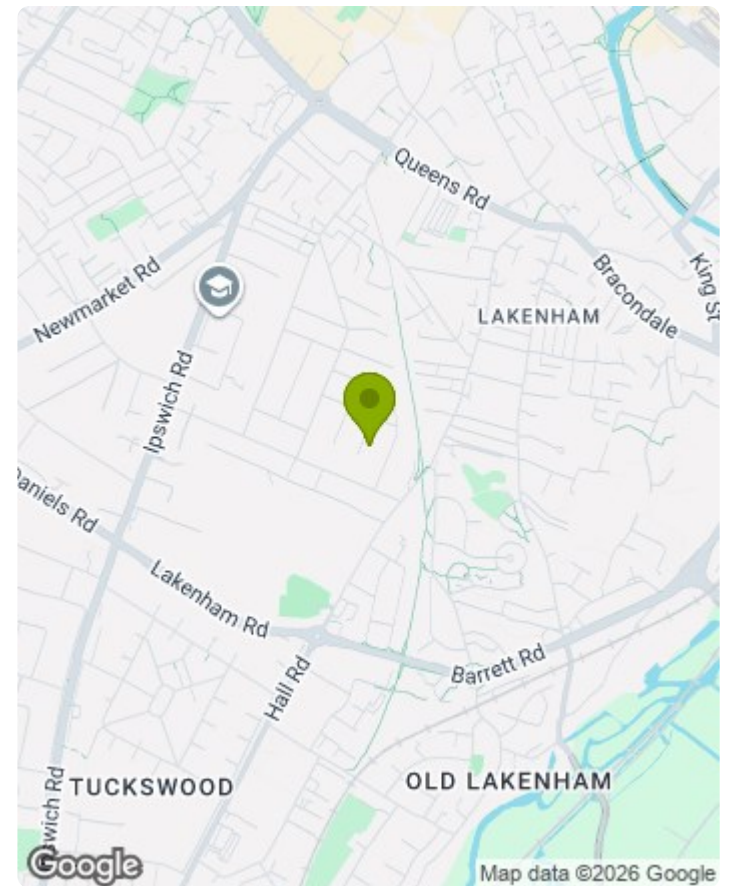 Queens Rd
Newmarket Rd
Bracondale
King St
LAKENHAM
Ipswich Rd
Daniels Rd
Lakenham Rd
Barrett Rd
Hall Rd
TUCKSWOOD
OLD LAKENHAM
Ipswich Rd
Google
Map data ©2026 Google